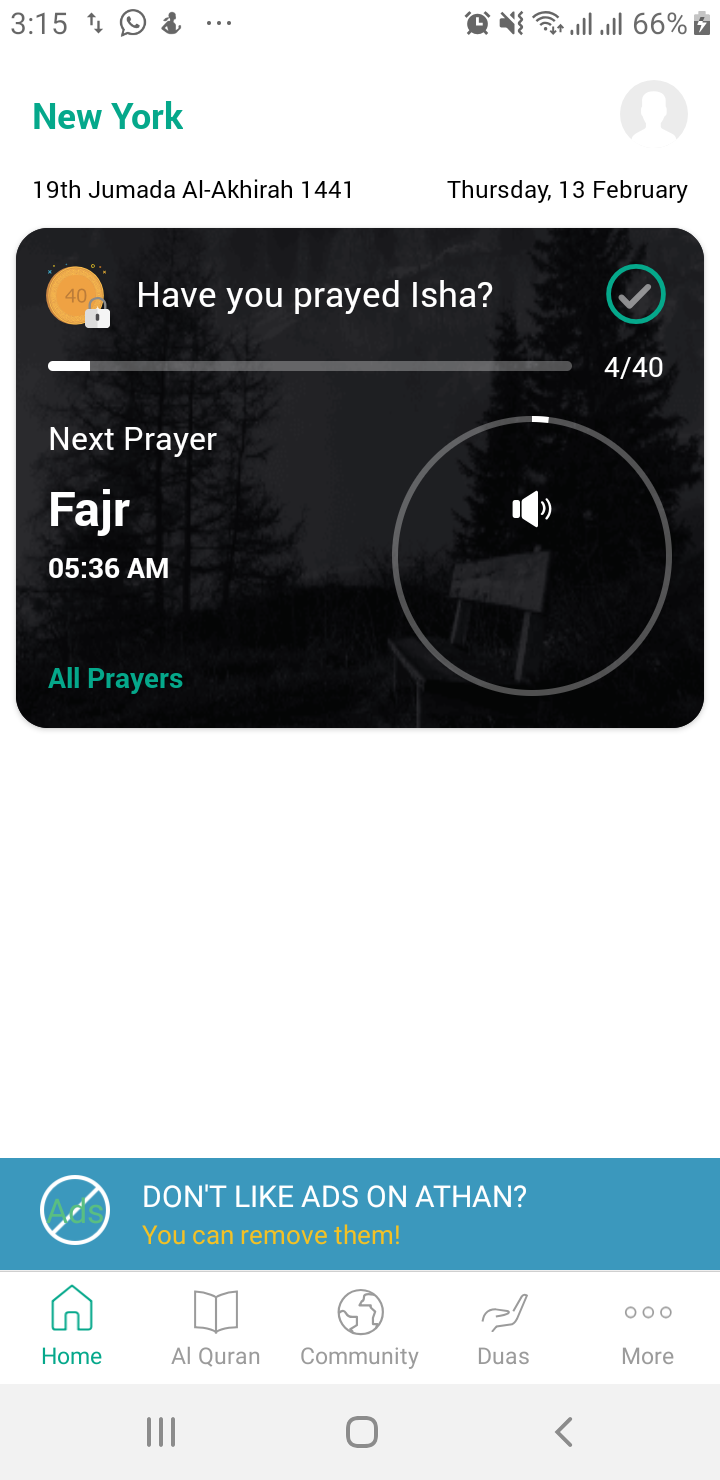 3:15 66%
New York
19th Jumada Al-Akhirah 1441 Thursday, 13 February
40 Have you prayed Isha?
4/40
Next Prayer
Fajr
05:36 AM
All Prayers
Ads DON'T LIKE ADS ON ATHAN?
You can remove them!
Home Al Quran Community Duas More